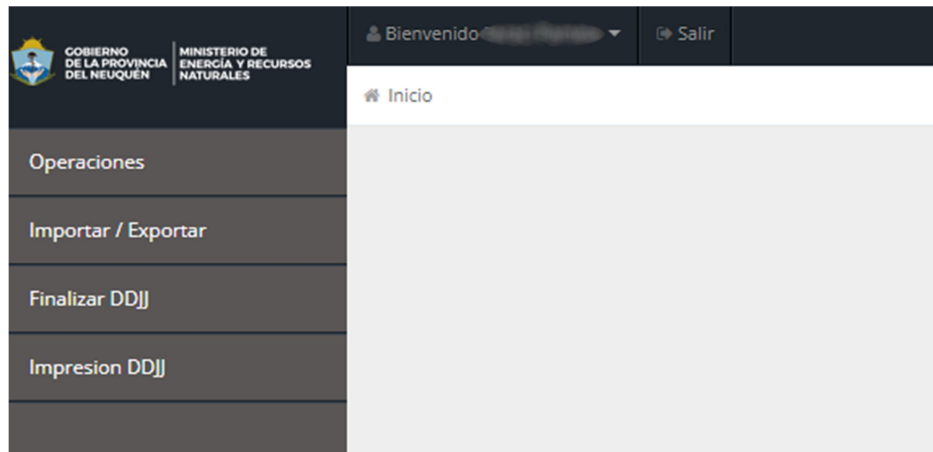 GOBIERNO
DE LA PROVINCIA
DEL NEUQUÉN
MINISTERIO DE
ENERGÍA Y RECURSOS
NATURALES
Bienvenido
Salir
Inicio
Operaciones
Importar / Exportar
Finalizar DDJJ
Impresion DDJJ